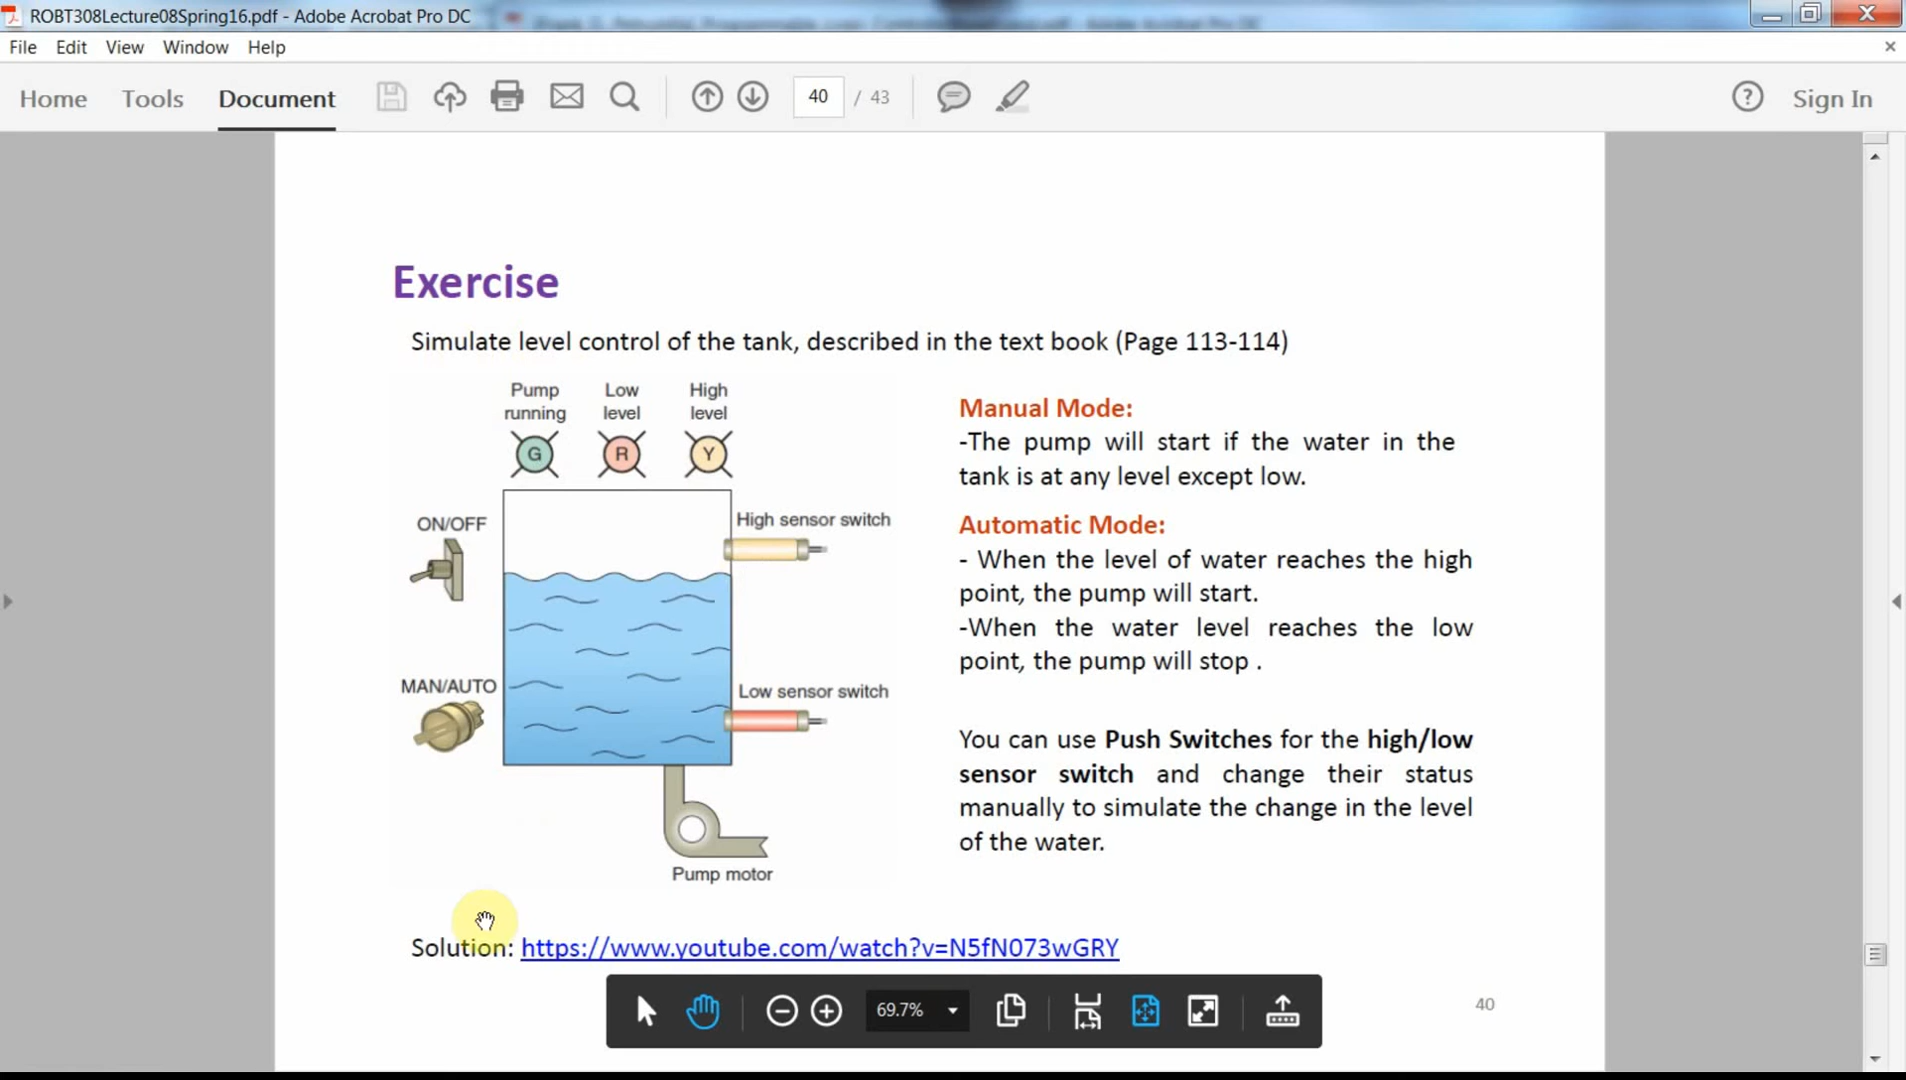 ROBT308Lecture08Spring16.pdf - Adobe Acrobat Pro DC
File Edit View Window Help
Home Tools Document 40 / 43 Sign In
Exercise
Simulate level control of the tank, described in the text book (Page 113-114)
Pump running
Low level
High level
G R Y
ON/OFF
High sensor switch
MAN/AUTO
Low sensor switch
Pump motor
Manual Mode:
-The pump will start if the water in the
tank is at any level except low.
Automatic Mode:
- When the level of water reaches the high
point, the pump will start.
-When the water level reaches the low
point, the pump will stop .
You can use Push Switches for the high/low
sensor switch and change their status
manually to simulate the change in the level
of the water.
Solution: https://www.youtube.com/watch?v=N5fN073wGRY
69.7%
40